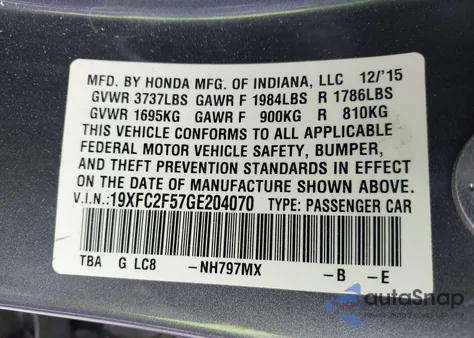 MFD. BY HONDA MFG. OF INDIANA, LLC 12/'15
GVWR 3737LBS GAWR F 1984LBS R 1786LBS
GVWR 1695KG GAWR F 900KG R 810KG
THIS VEHICLE CONFORMS TO ALL APPLICABLE
FEDERAL MOTOR VEHICLE SAFETY, BUMPER,
AND THEFT PREVENTION STANDARDS IN EFFECT
ON THE DATE OF MANUFACTURE SHOWN ABOVE.
V.I.N.:19XFC2F57GE204070 TYPE: PASSENGER CAR
TBA G LC8 -NH797MX -B -E
autosnap